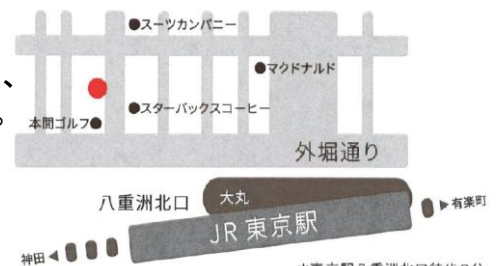 ●スーツカンパニー
●マクドナルド
、
●スターバックスコーヒー
。
本間ゴルフ●
外堀通り
八重洲北口
大丸
JR 東京駅
▶有楽町
神田◀